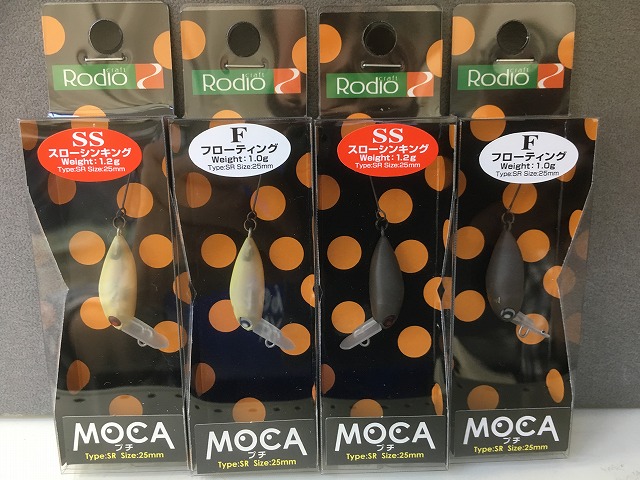 Rodio craft
SS
スローシンキング
Weight：1.2g
Type:SR Size:25mm
MOCA
プチ
Type:SR Size:25mm
Rodio craft
F
フローティング
Weight：1.0g
Type:SR Size:25mm
MOCA
プチ
Type:SR Size:25mm
Rodio craft
SS
スローシンキング
Weight：1.2g
Type:SR Size:25mm
MOCA
プチ
Type:SR Size:25mm
Rodio craft
F
フローティング
Weight：1.0g
Type:SR Size:25mm
MOCA
プチ
Type:SR Size:25mm